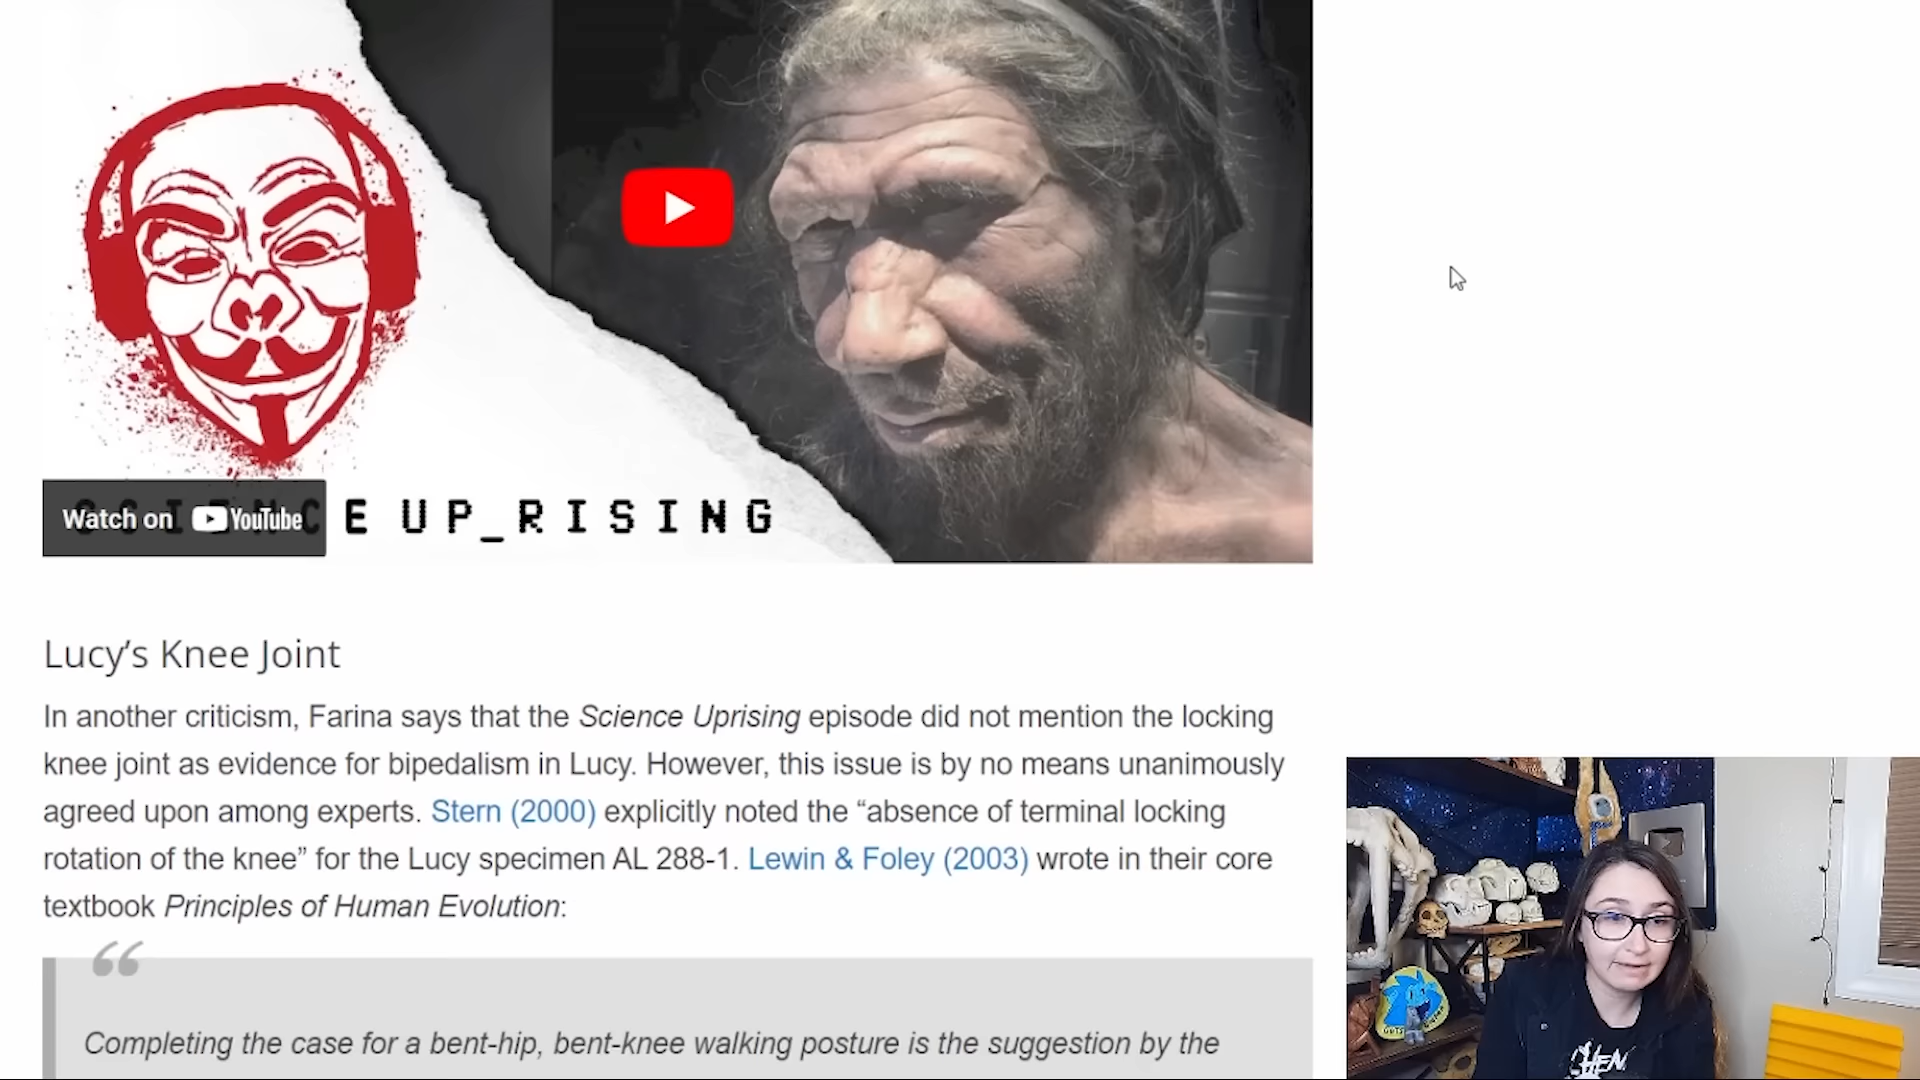 Watch on YouTube
SCIENCE UP_RISING
Lucy’s Knee Joint
In another criticism, Farina says that the Science Uprising episode did not mention the locking
knee joint as evidence for bipedalism in Lucy. However, this issue is by no means unanimously
agreed upon among experts. Stern (2000) explicitly noted the “absence of terminal locking
rotation of the knee” for the Lucy specimen AL 288-1. Lewin & Foley (2003) wrote in their core
textbook Principles of Human Evolution:
“
Completing the case for a bent-hip, bent-knee walking posture is the suggestion by the